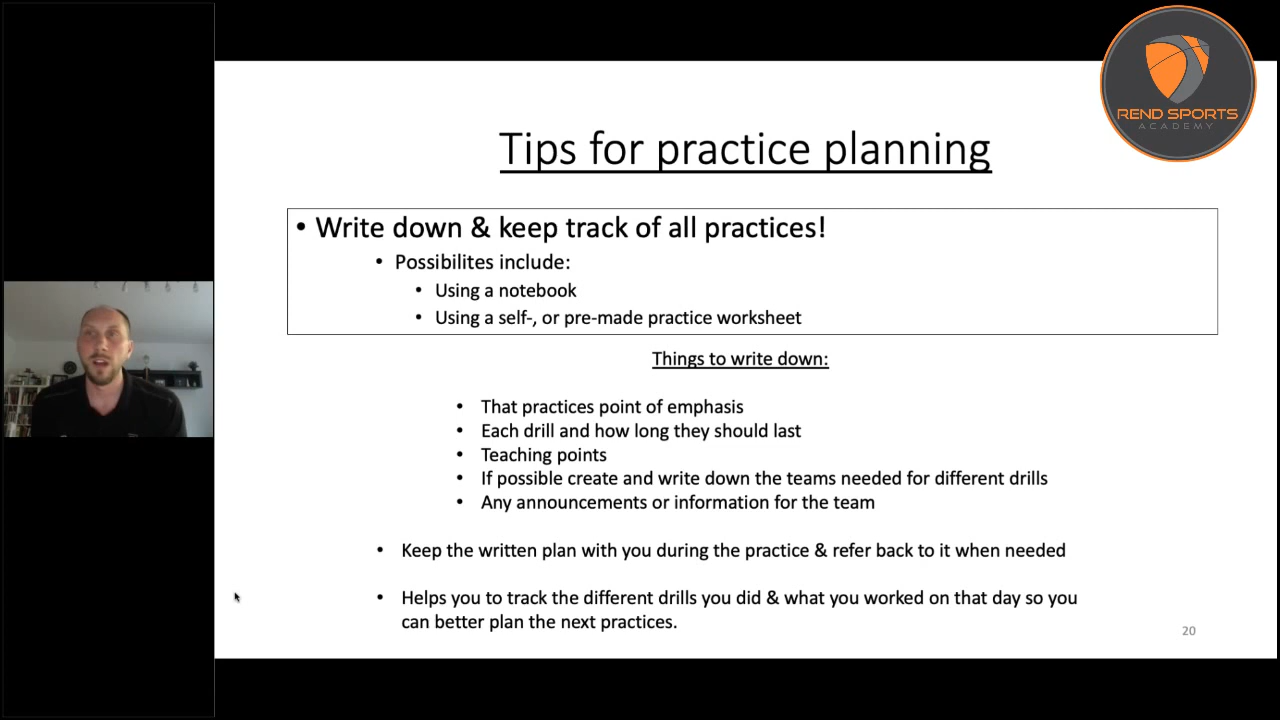 REND SPORTS
ACADEMY
Tips for practice planning
• Write down & keep track of all practices!
• Possibilites include:
• Using a notebook
• Using a self-, or pre-made practice worksheet
Things to write down:
• That practices point of emphasis
• Each drill and how long they should last
• Teaching points
• If possible create and write down the teams needed for different drills
• Any announcements or information for the team
• Keep the written plan with you during the practice & refer back to it when needed
• Helps you to track the different drills you did & what you worked on that day so you
can better plan the next practices.
20